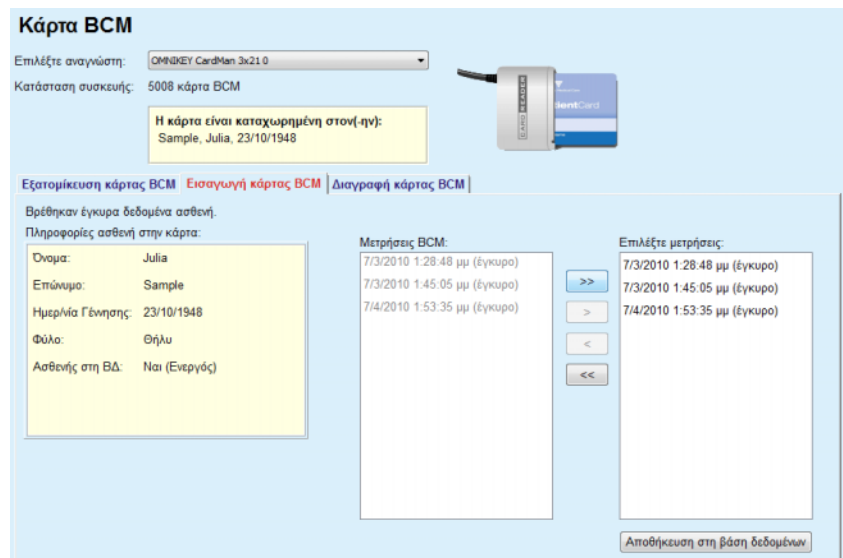 Κάρτα BCM
Επιλέξτε αναγνώστη: OMNIKEY CardMan 3x21 0
Κατάσταση συσκευής: 5008 κάρτα BCM
Η κάρτα είναι καταχωρημένη στον(-ην):
Sample, Julia, 23/10/1948
CARD READER
tientCard
Εξατομίκευση κάρτας BCM Εισαγωγή κάρτας BCM Διαγραφή κάρτας BCM
Βρέθηκαν έγκυρα δεδομένα ασθενή.
Πληροφορίες ασθενή στην κάρτα:
Όνομα: Julia
Επώνυμο: Sample
Ημερ/νία Γέννησης: 23/10/1948
Φύλο: Θήλυ
Ασθενής στη ΒΔ: Ναι (Ενεργός)
Μετρήσεις BCM:
7/3/2010 1:28:48 μμ (έγκυρο)
7/3/2010 1:45:05 μμ (έγκυρο)
7/4/2010 1:53:35 μμ (έγκυρο)
>>
>
<
<<
Επιλέξτε μετρήσεις:
7/3/2010 1:28:48 μμ (έγκυρο)
7/3/2010 1:45:05 μμ (έγκυρο)
7/4/2010 1:53:35 μμ (έγκυρο)
Αποθήκευση στη βάση δεδομένων